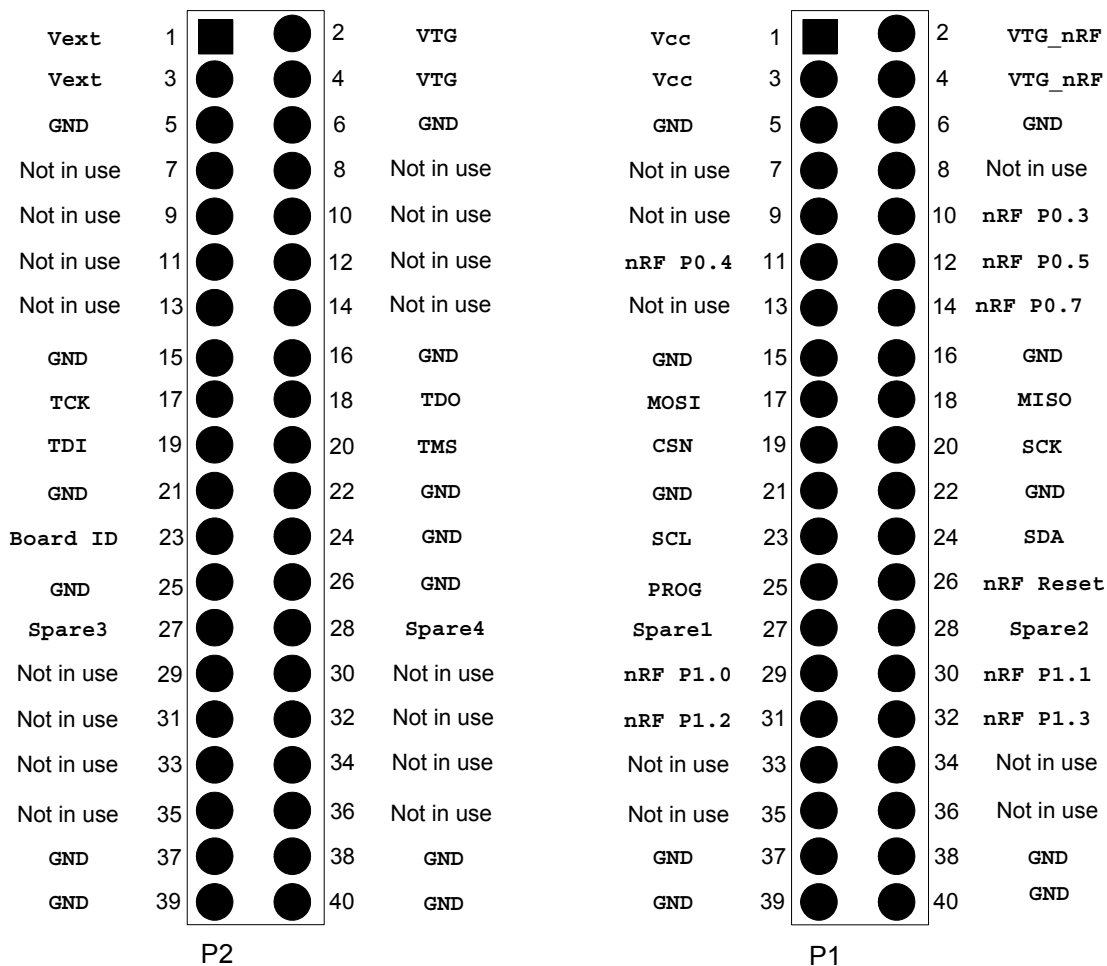 Vext 1 2 VTG Vcc 1 2 VTG_nRF
Vext 3 4 VTG Vcc 3 4 VTG_nRF
GND 5 6 GND GND 5 6 GND
Not in use 7 8 Not in use Not in use 7 8 Not in use
Not in use 9 10 Not in use Not in use 9 10 nRF P0.3
Not in use 11 12 Not in use nRF P0.4 11 12 nRF P0.5
Not in use 13 14 Not in use Not in use 13 14 nRF P0.7
GND 15 16 GND GND 15 16 GND
TCK 17 18 TDO MOSI 17 18 MISO
TDI 19 20 TMS CSN 19 20 SCK
GND 21 22 GND GND 21 22 GND
Board ID 23 24 GND SCL 23 24 SDA
GND 25 26 GND PROG 25 26 nRF Reset
Spare3 27 28 Spare4 Spare1 27 28 Spare2
Not in use 29 30 Not in use nRF P1.0 29 30 nRF P1.1
Not in use 31 32 Not in use nRF P1.2 31 32 nRF P1.3
Not in use 33 34 Not in use Not in use 33 34 Not in use
Not in use 35 36 Not in use Not in use 35 36 Not in use
GND 37 38 GND GND 37 38 GND
GND 39 40 GND GND 39 40 GND
P2 P1